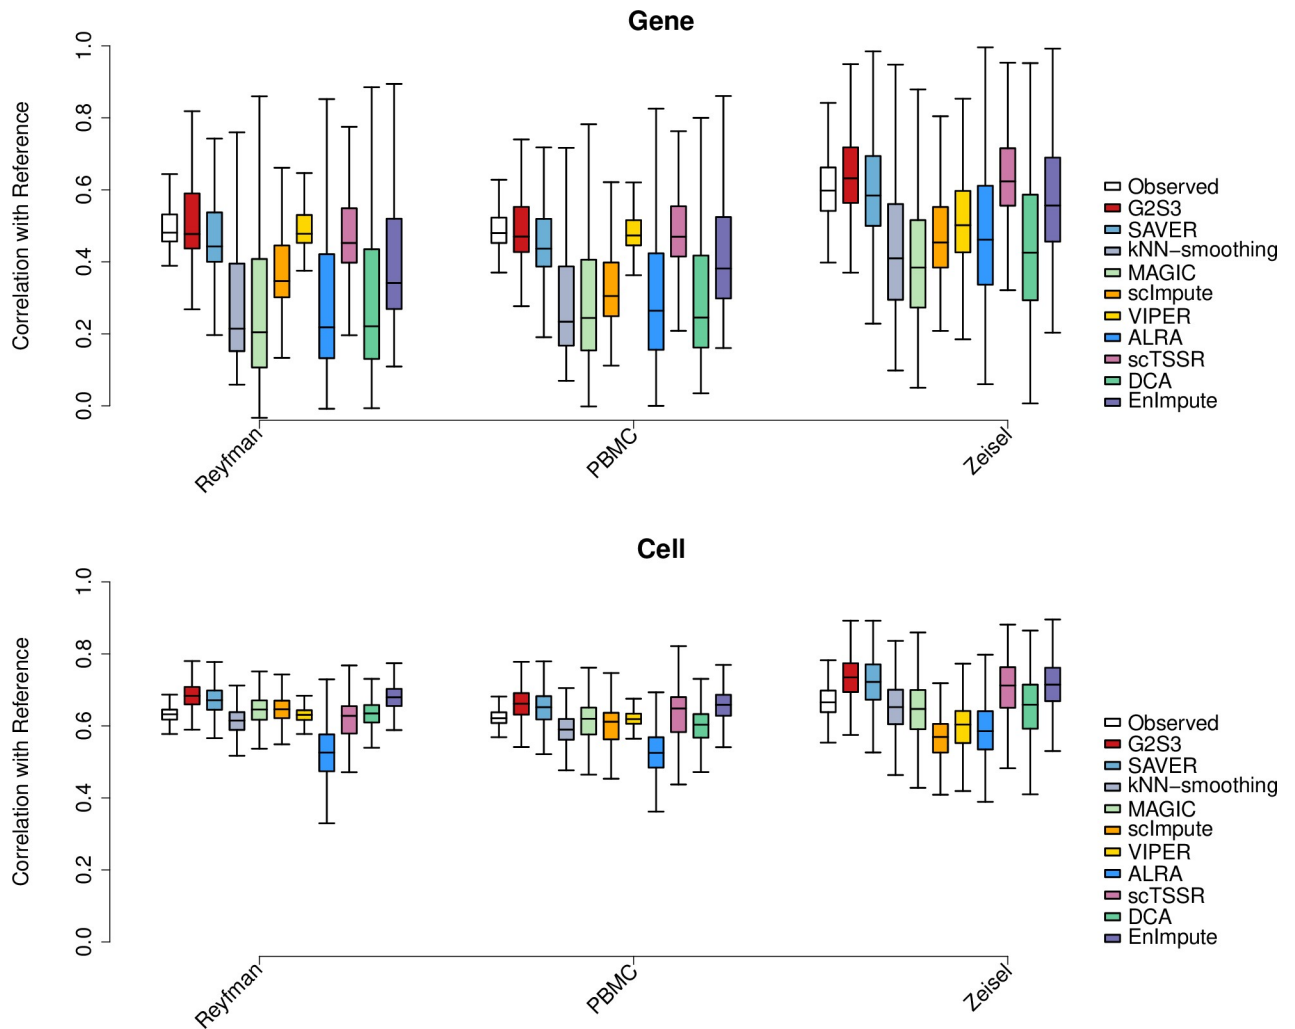 Gene
Correlation with Reference
1.0
0.8
0.6
0.4
0.2
0.0
Reyfman
PBMC
Zeisel
Observed
G2S3
SAVER
kNN−smoothing
MAGIC
scImpute
VIPER
ALRA
scTSSR
DCA
EnImpute
Cell
Correlation with Reference
1.0
0.8
0.6
0.4
0.2
0.0
Reyfman
PBMC
Zeisel
Observed
G2S3
SAVER
kNN−smoothing
MAGIC
scImpute
VIPER
ALRA
scTSSR
DCA
EnImpute